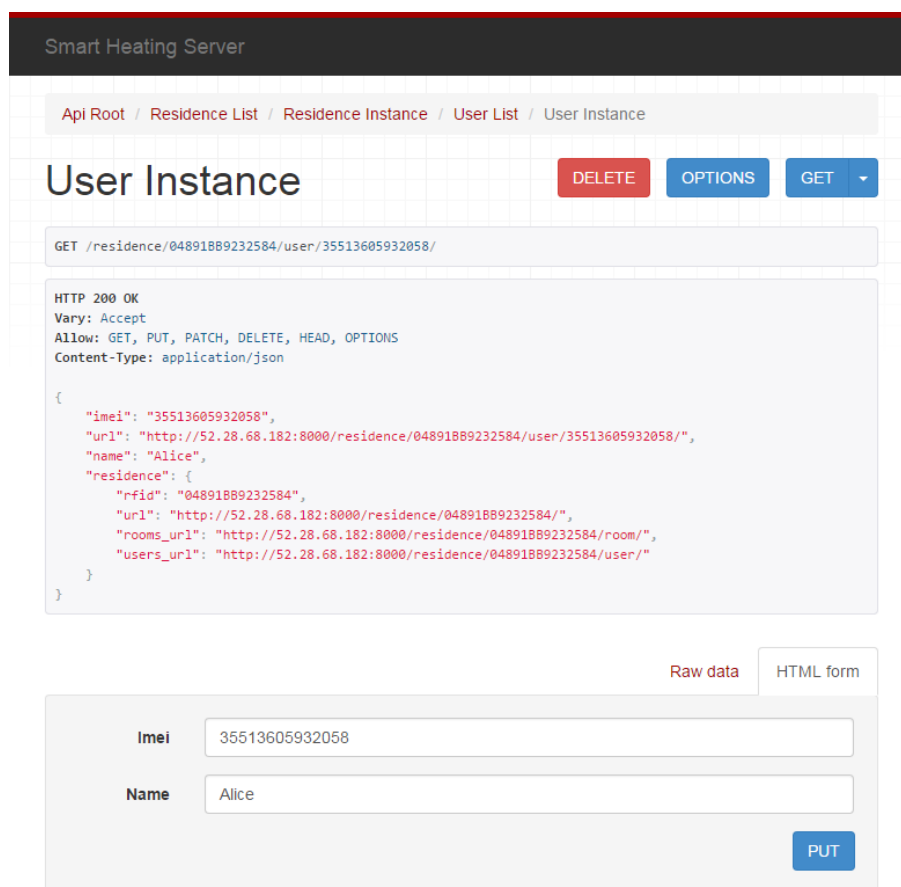 Smart Heating Server
Api Root / Residence List / Residence Instance / User List / User Instance
User Instance
DELETE
OPTIONS
GET
GET /residence/04891BB9232584/user/35513605932058/
HTTP 200 OK
Vary: Accept
Allow: GET, PUT, PATCH, DELETE, HEAD, OPTIONS
Content-Type: application/json
{
    "imei": "35513605932058",
    "url": "http://52.28.68.182:8000/residence/04891BB9232584/user/35513605932058/",
    "name": "Alice",
    "residence": {
        "rfid": "04891BB9232584",
        "url": "http://52.28.68.182:8000/residence/04891BB9232584/",
        "rooms_url": "http://52.28.68.182:8000/residence/04891BB9232584/room/",
        "users_url": "http://52.28.68.182:8000/residence/04891BB9232584/user/"
    }
}
Raw data
HTML form
Imei
35513605932058
Name
Alice
PUT